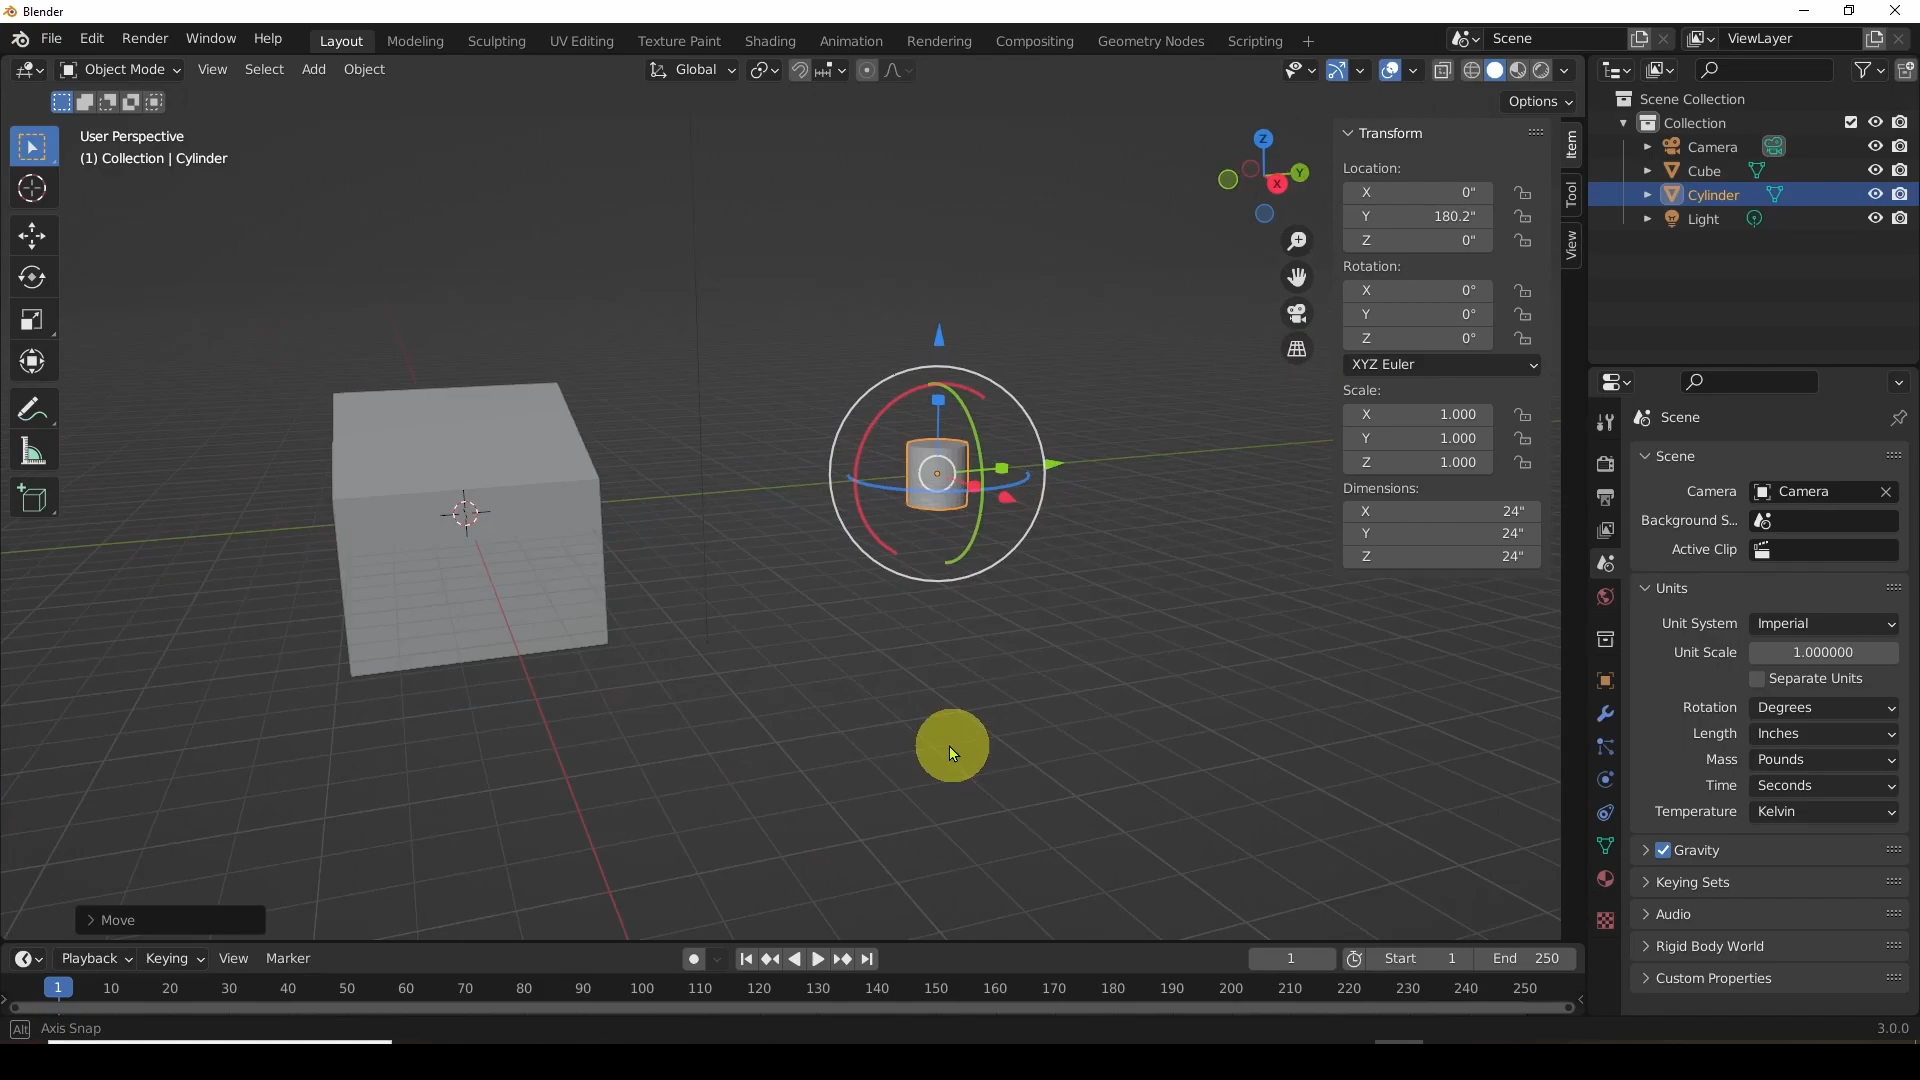 Blender
File Edit Render Window Help Layout Modeling Sculpting UV Editing Texture Paint Shading Animation Rendering Compositing Geometry Nodes Scripting + Scene ViewLayer
Object Mode View Select Add Object Global
Options
User Perspective
(1) Collection | Cylinder
Z
Y
X
Transform
Location:
X 0"
Y 180.2"
Z 0"
Rotation:
X 0°
Y 0°
Z 0°
XYZ Euler
Scale:
X 1.000
Y 1.000
Z 1.000
Dimensions:
X 24"
Y 24"
Z 24"
Item
Tool
View
Scene Collection
Collection
Camera
Cube
Cylinder
Light
Scene
Scene
Camera Camera
Background S...
Active Clip
Units
Unit System Imperial
Unit Scale 1.000000
Separate Units
Rotation Degrees
Length Inches
Mass Pounds
Time Seconds
Temperature Kelvin
Gravity
Keying Sets
Audio
Rigid Body World
Custom Properties
Move
Playback Keying View Marker 1 Start 1 End 250
1 10 20 30 40 50 60 70 80 90 100 110 120 130 140 150 160 170 180 190 200 210 220 230 240 250
Alt Axis Snap 3.0.0